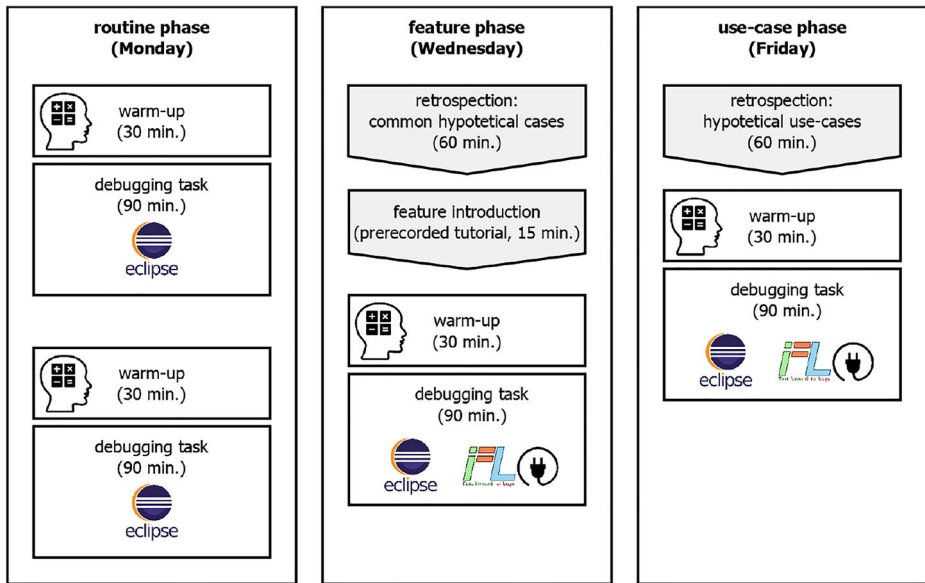 routine phase
(Monday)
warm-up
(30 min.)
debugging task
(90 min.)
eclipse
warm-up
(30 min.)
debugging task
(90 min.)
eclipse
feature phase
(Wednesday)
retrospection:
common hypotetical cases
(60 min.)
feature introduction
(prerecorded tutorial, 15 min.)
warm-up
(30 min.)
debugging task
(90 min.)
eclipse
iFL
use-case phase
(Friday)
retrospection:
hypotetical use-cases
(60 min.)
warm-up
(30 min.)
debugging task
(90 min.)
eclipse
iFL